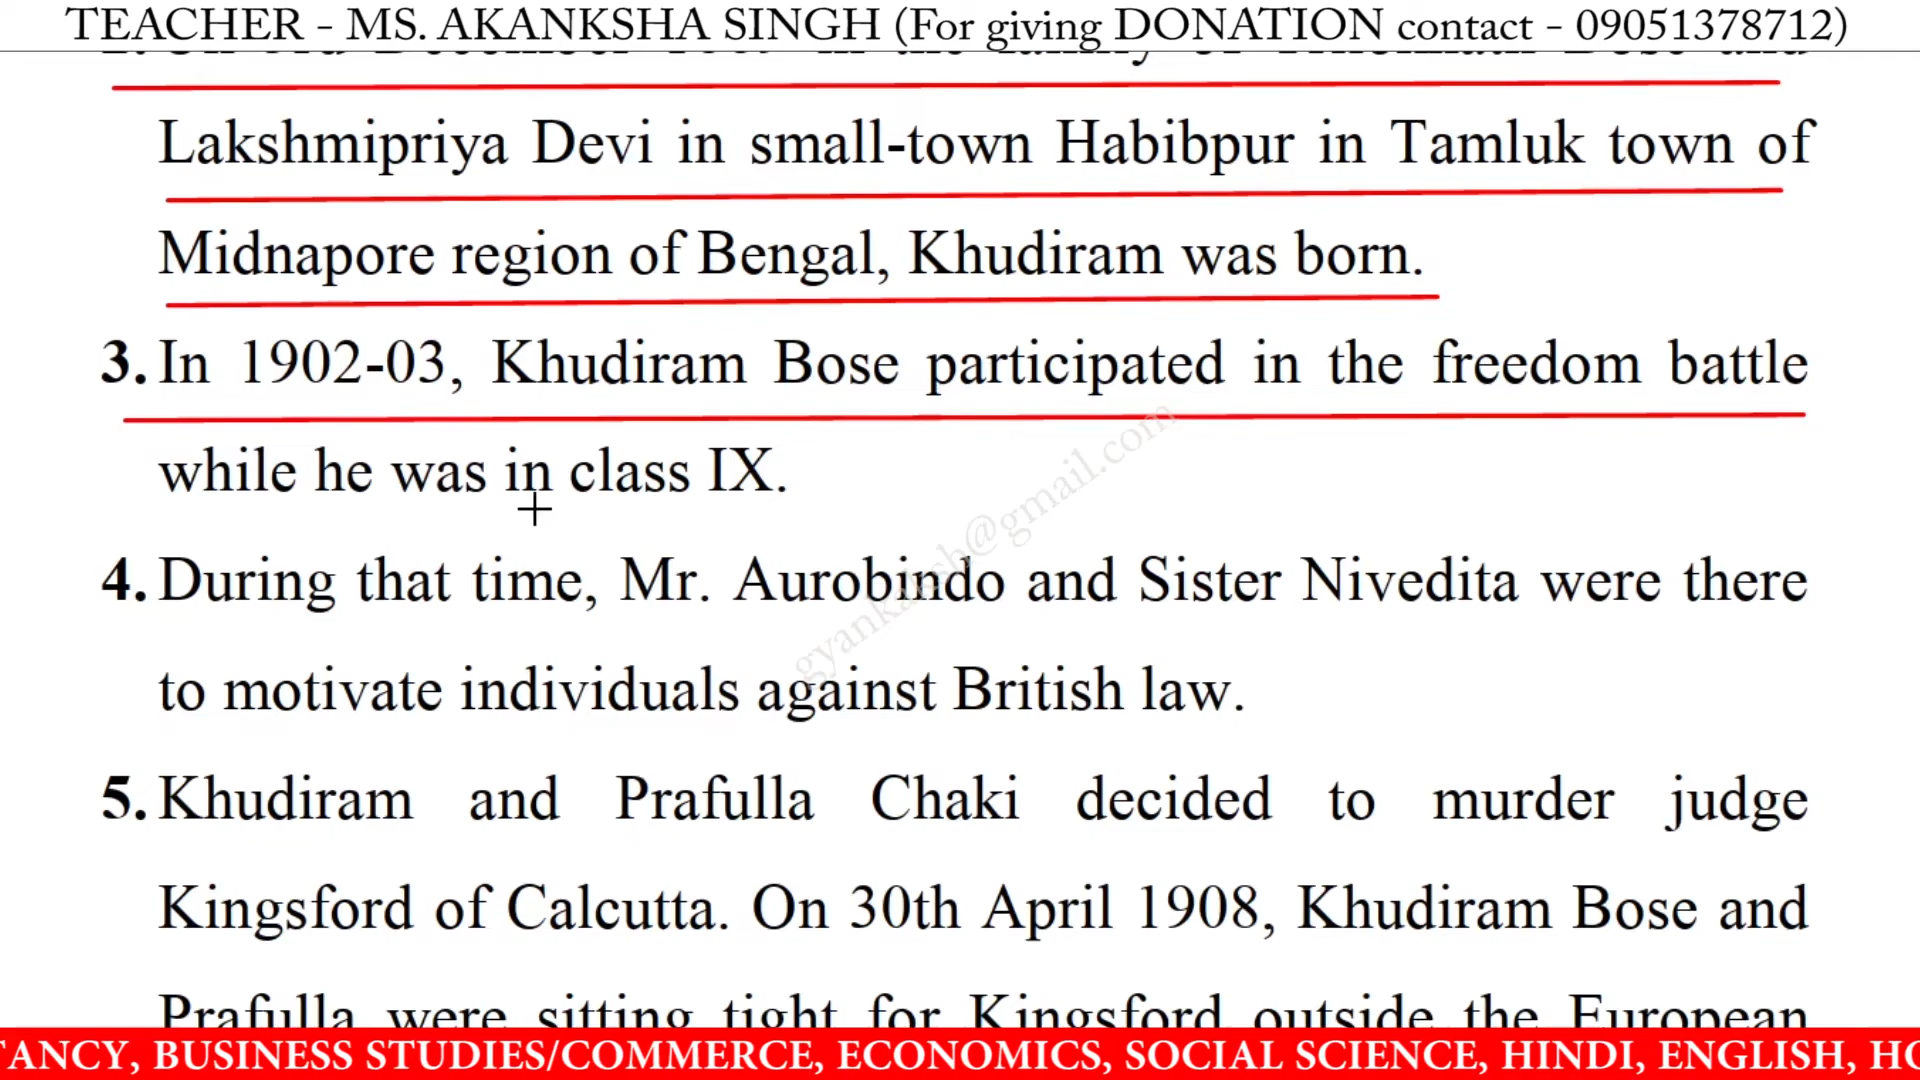 TEACHER - MS. AKANKSHA SINGH (For giving DONATION contact - 09051378712)
Lakshmipriya Devi in small-town Habibpur in Tamluk town of
Midnapore region of Bengal, Khudiram was born.
3. In 1902-03, Khudiram Bose participated in the freedom battle
while he was in class IX.
4. During that time, Mr. Aurobindo and Sister Nivedita were there
to motivate individuals against British law.
5. Khudiram and Prafulla Chaki decided to murder judge
Kingsford of Calcutta. On 30th April 1908, Khudiram Bose and
Prafulla were sitting tight for Kingsford outside the European
TANCY, BUSINESS STUDIES/COMMERCE, ECONOMICS, SOCIAL SCIENCE, HINDI, ENGLISH, HO